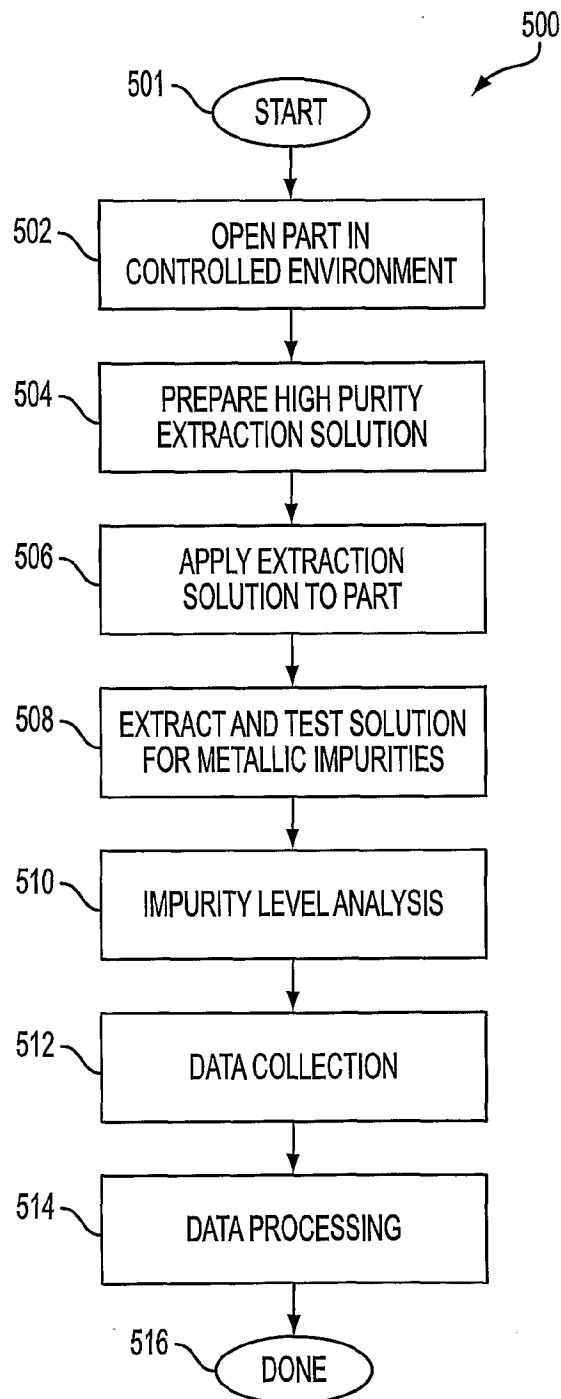 500
501
START
502
OPEN PART IN
CONTROLLED ENVIRONMENT
504
PREPARE HIGH PURITY
EXTRACTION SOLUTION
506
APPLY EXTRACTION
SOLUTION TO PART
508
EXTRACT AND TEST SOLUTION
FOR METALLIC IMPURITIES
510
IMPURITY LEVEL ANALYSIS
512
DATA COLLECTION
514
DATA PROCESSING
516
DONE